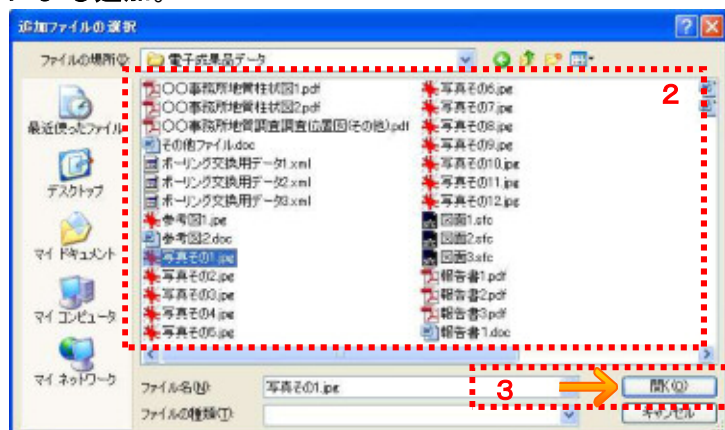 による追加。
追加ファイルの選択
ファイルの場所(I):
電子成果品データ
最近使ったファイル
デスクトップ
マイ ドキュメント
マイ コンピュータ
マイ ネットワーク
〇〇事務所地質柱状図1.pdf
〇〇事務所地質柱状図2.pdf
〇〇事務所地質調査調査位置図(その他).pdf
その他ファイル.doc
ボーリング交換用データ1.xml
ボーリング交換用データ2.xml
ボーリング交換用データ3.xml
参考図1.jpg
参考図2.doc
写真その1.jpg
写真その2.jpg
写真その3.jpg
写真その4.jpg
写真その5.jpg
写真その6.jpg
写真その7.jpg
写真その8.jpg
写真その9.jpg
写真その10.jpg
写真その11.jpg
写真その12.jpg
図面1.sfc
図面2.sfc
図面3.sfc
報告書1.pdf
報告書2.pdf
報告書3.pdf
報告書1.doc
2
ファイル名(N):
写真その1.jpg
3
開く(O)
ファイルの種類(T):
キャンセル